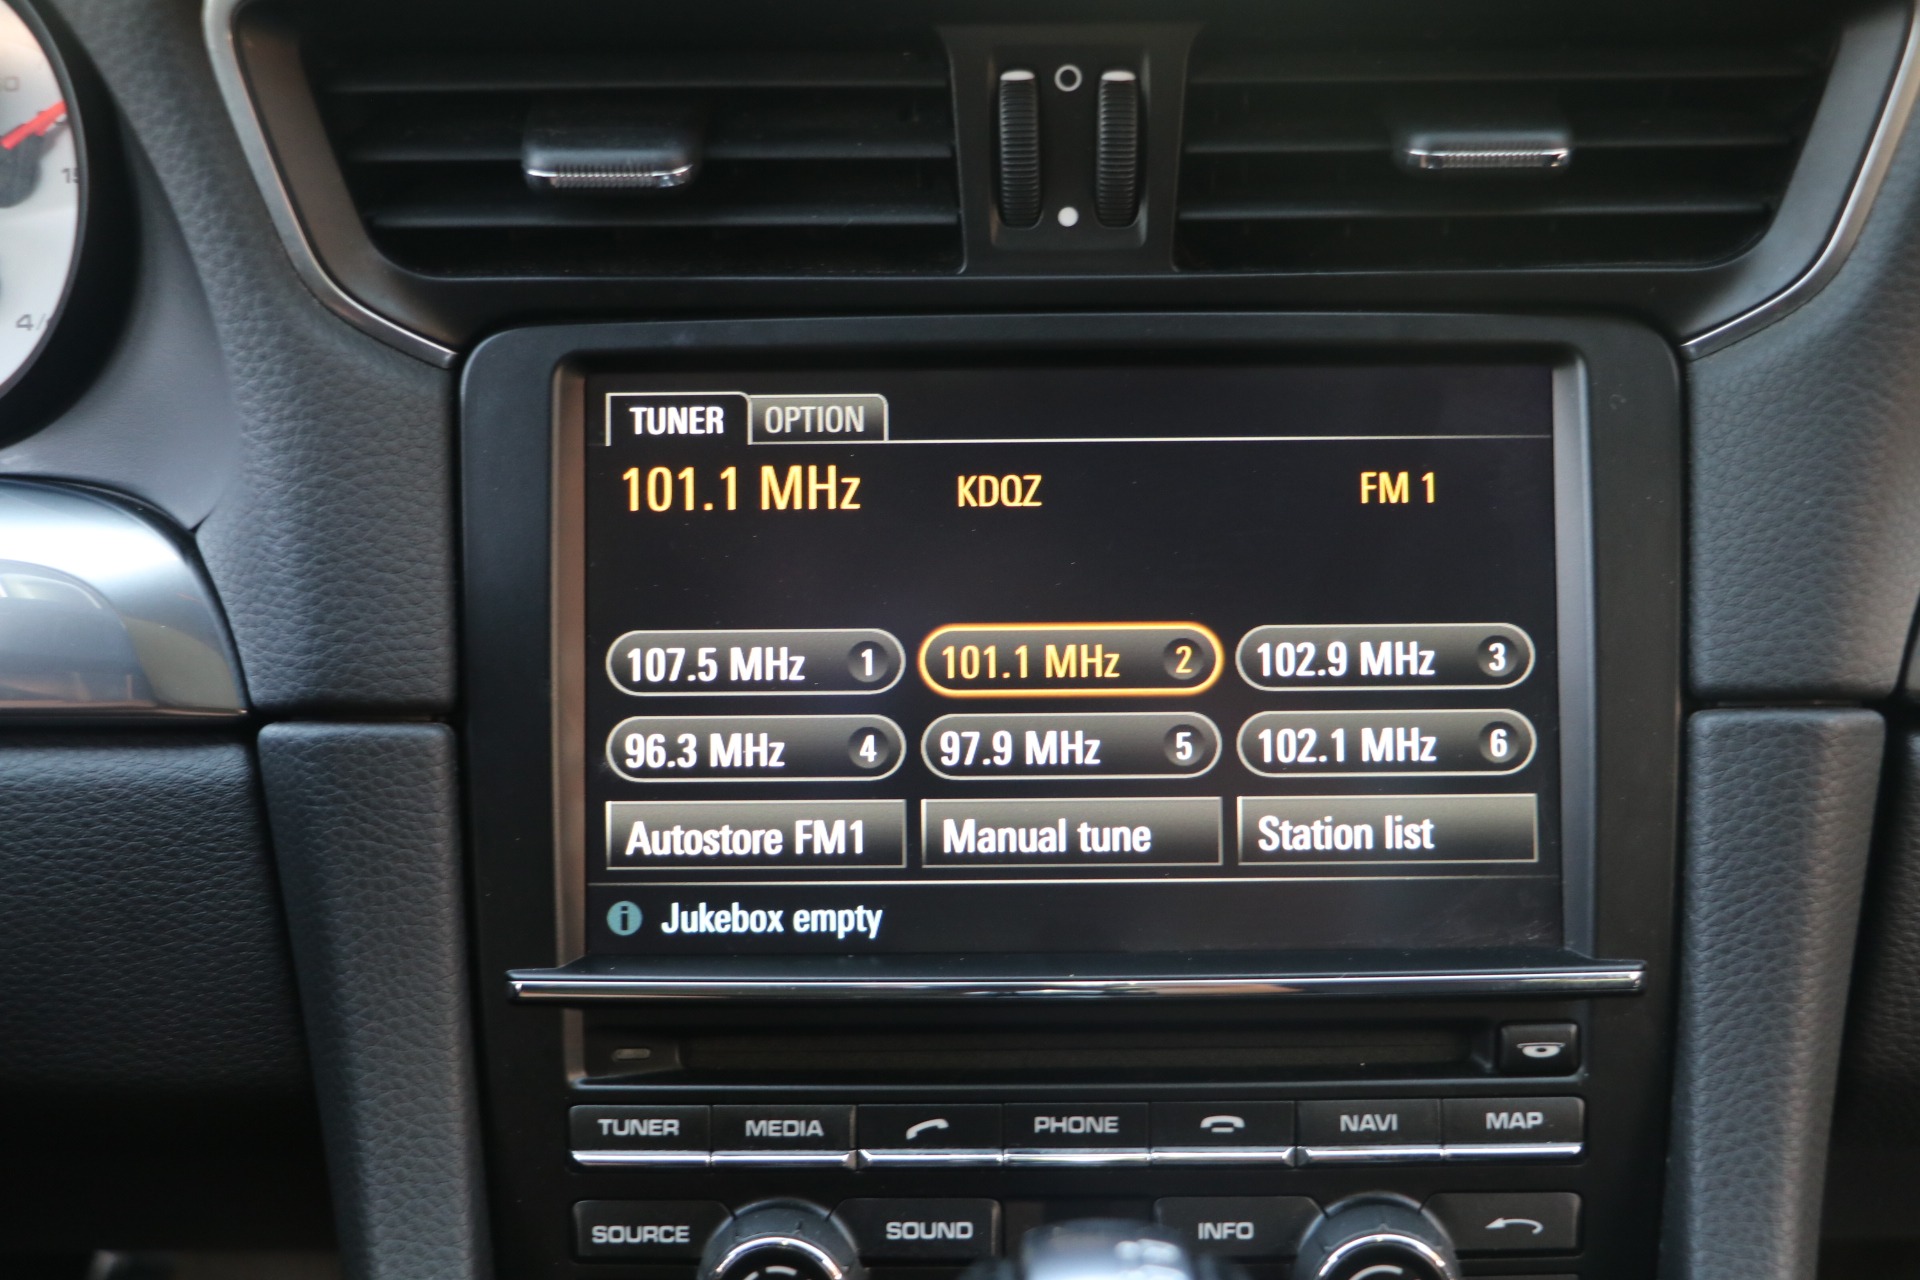 TUNER OPTION
101.1 MHz KDQZ FM 1
107.5 MHz 1 101.1 MHz 2 102.9 MHz 3
96.3 MHz 4 97.9 MHz 5 102.1 MHz 6
Autostore FM1 Manual tune Station list
i Jukebox empty
TUNER MEDIA PHONE NAVI MAP
SOURCE SOUND INFO